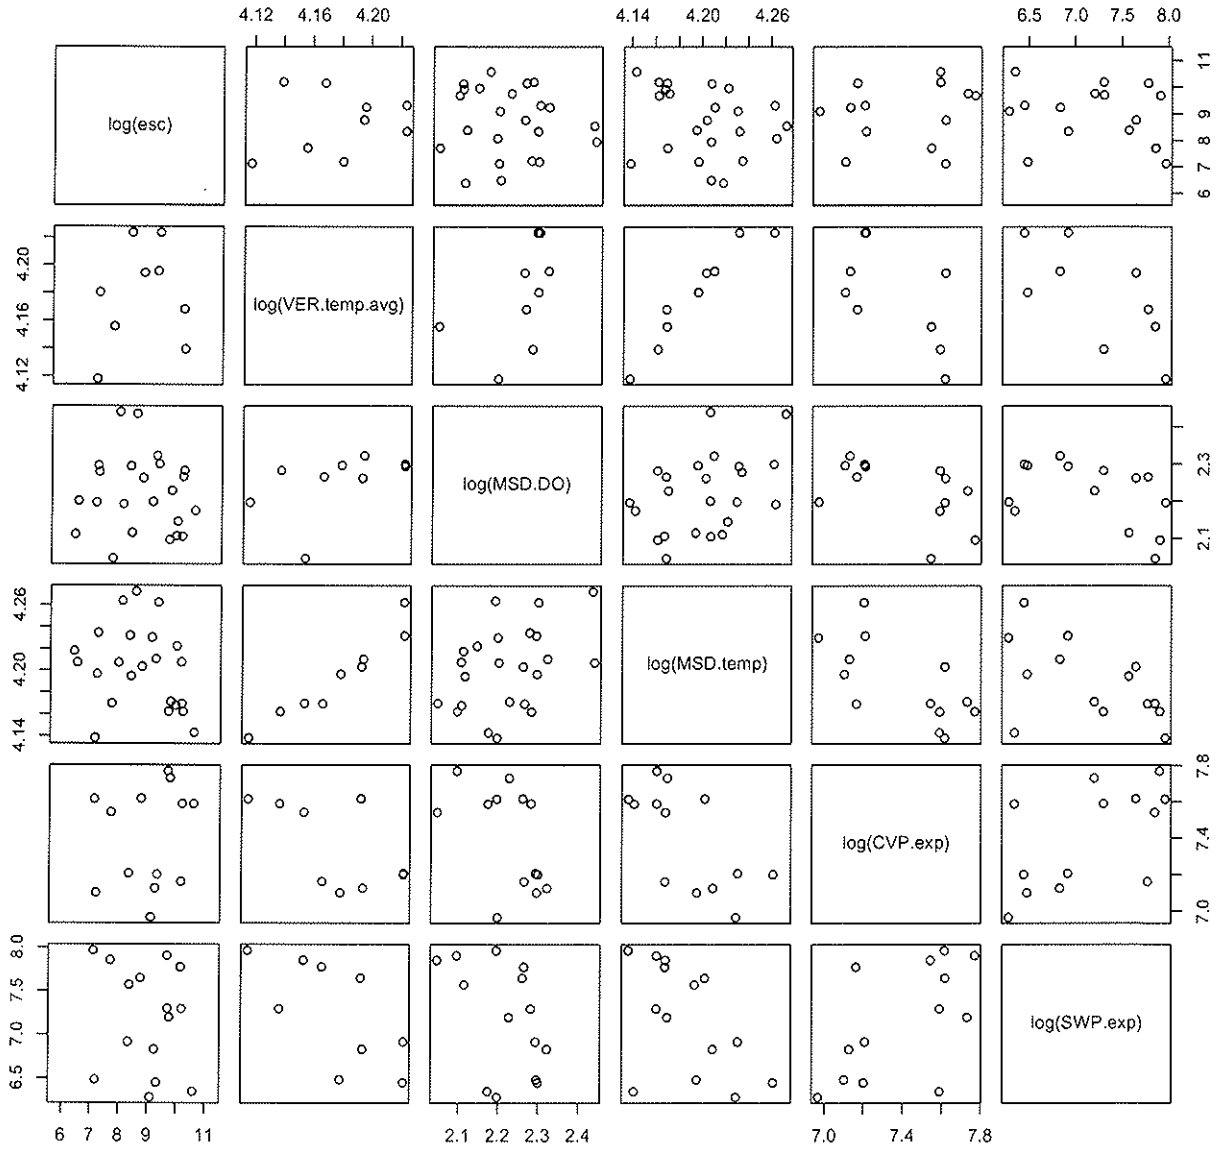 4.12 4.16 4.20
4.14 4.20 4.26
6.5 7.0 7.5 8.0
log(esc)
6 7 8 9 11
4.12 4.16 4.20
log(VER.temp.avg)
log(MSD.DO)
2.1 2.3
4.14 4.20 4.26
log(MSD.temp)
log(CVP.exp)
7.0 7.4 7.8
6.5 7.0 7.5 8.0
log(SWP.exp)
6 7 8 9 11
2.1 2.2 2.3 2.4
7.0 7.4 7.8